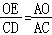 OE/CD = AO/AC